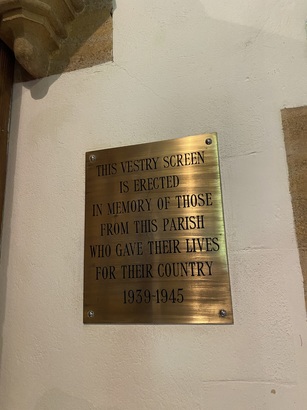 THIS VESTRY SCREEN
IS ERECTED
IN MEMORY OF THOSE
FROM THIS PARISH
WHO GAVE THEIR LIVES
FOR THEIR COUNTRY
1939-1945